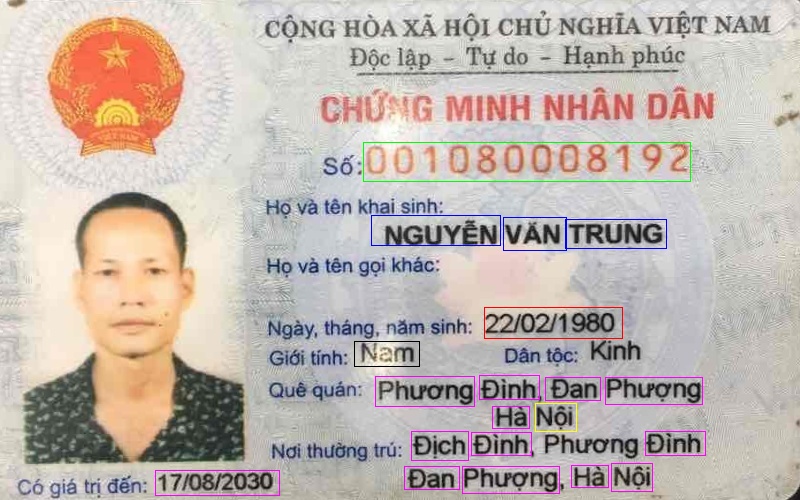 CỘNG HÒA XÃ HỘI CHỦ NGHĨA VIỆT NAM
Độc lập - Tự do - Hạnh phúc
CHỨNG MINH NHÂN DÂN
Số: 001080008192
Họ và tên khai sinh:
NGUYỄN VĂN TRUNG
Họ và tên gọi khác:
Ngày, tháng, năm sinh: 22/02/1980
Giới tính: Nam Dân tộc: Kinh
Quê quán: Phương Đình, Đan Phượng
Hà Nội
Nơi thường trú: Địch Đình, Phương Đình
Đan Phượng, Hà Nội
Có giá trị đến: 17/08/2030
VIỆT NAM